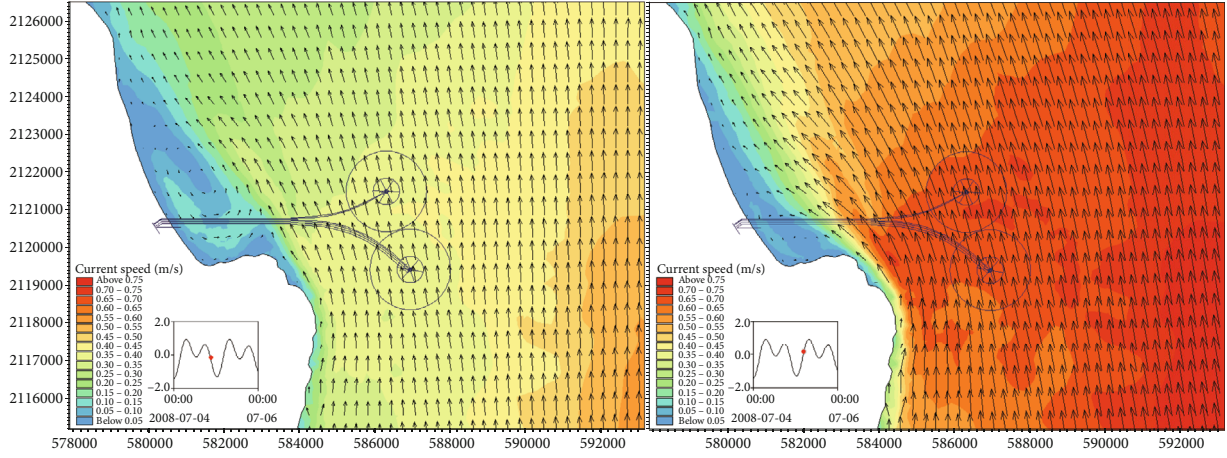 2126000
2125000
2124000
2123000
2122000
2121000
2120000
2119000
2118000
2117000
2116000
Current speed (m/s)
Above 0.75
0.70 – 0.75
0.65 – 0.70
0.60 – 0.65
0.55 – 0.60
0.50 – 0.55
0.45 – 0.50
0.40 – 0.45
0.35 – 0.40
0.30 – 0.35
0.25 – 0.30
0.20 – 0.25
0.15 – 0.20
0.10 – 0.15
0.05 – 0.10
Below 0.05
2.0
0.0
−2.0
00:00 00:00
2008-07-04 07-06
578000 580000 582000 584000 586000 588000 590000 592000
Current speed (m/s)
Above 0.75
0.70 – 0.75
0.65 – 0.70
0.60 – 0.65
0.55 – 0.60
0.50 – 0.55
0.45 – 0.50
0.40 – 0.45
0.35 – 0.40
0.30 – 0.35
0.25 – 0.30
0.20 – 0.25
0.15 – 0.20
0.10 – 0.15
0.05 – 0.10
Below 0.05
2.0
0.0
−2.0
00:00 00:00
2008-07-04 07-06
580000 582000 584000 586000 588000 590000 592000